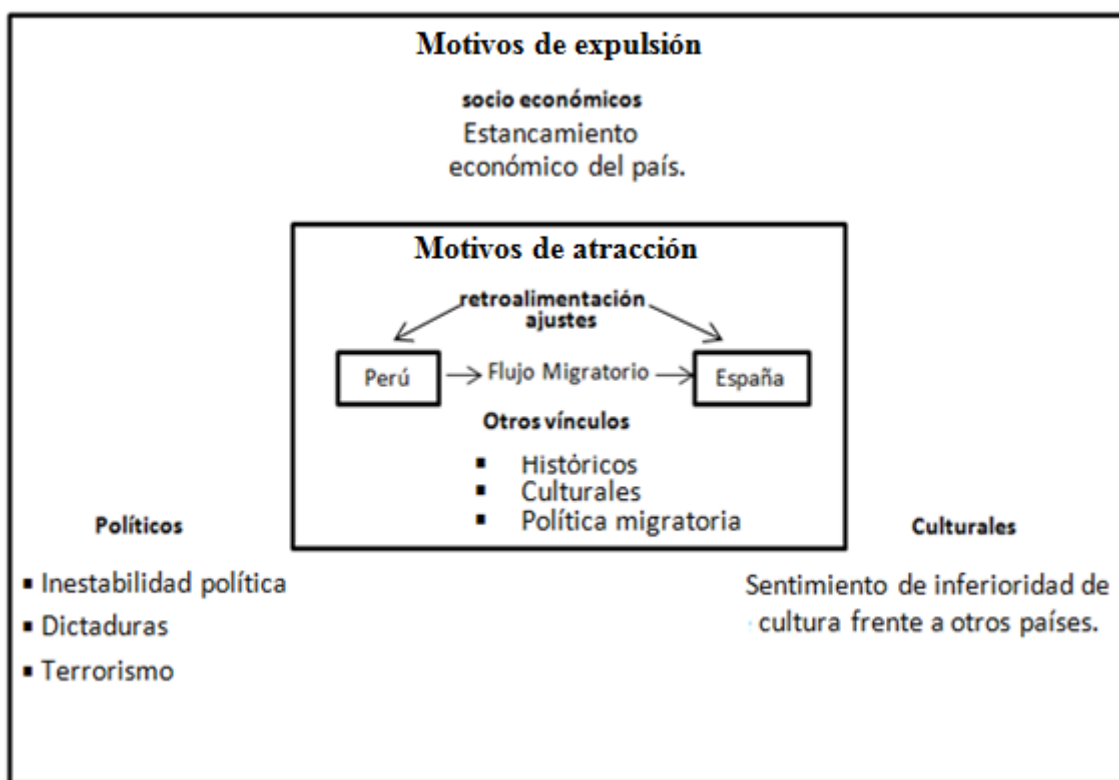 Motivos de expulsión
socio económicos
Estancamiento
económico del país.
Motivos de atracción
retroalimentación
ajustes
Perú
Flujo Migratorio
España
Otros vínculos
▪ Históricos
▪ Culturales
▪ Política migratoria
Políticos
▪ Inestabilidad política
▪ Dictaduras
▪ Terrorismo
Culturales
Sentimiento de inferioridad de
cultura frente a otros países.